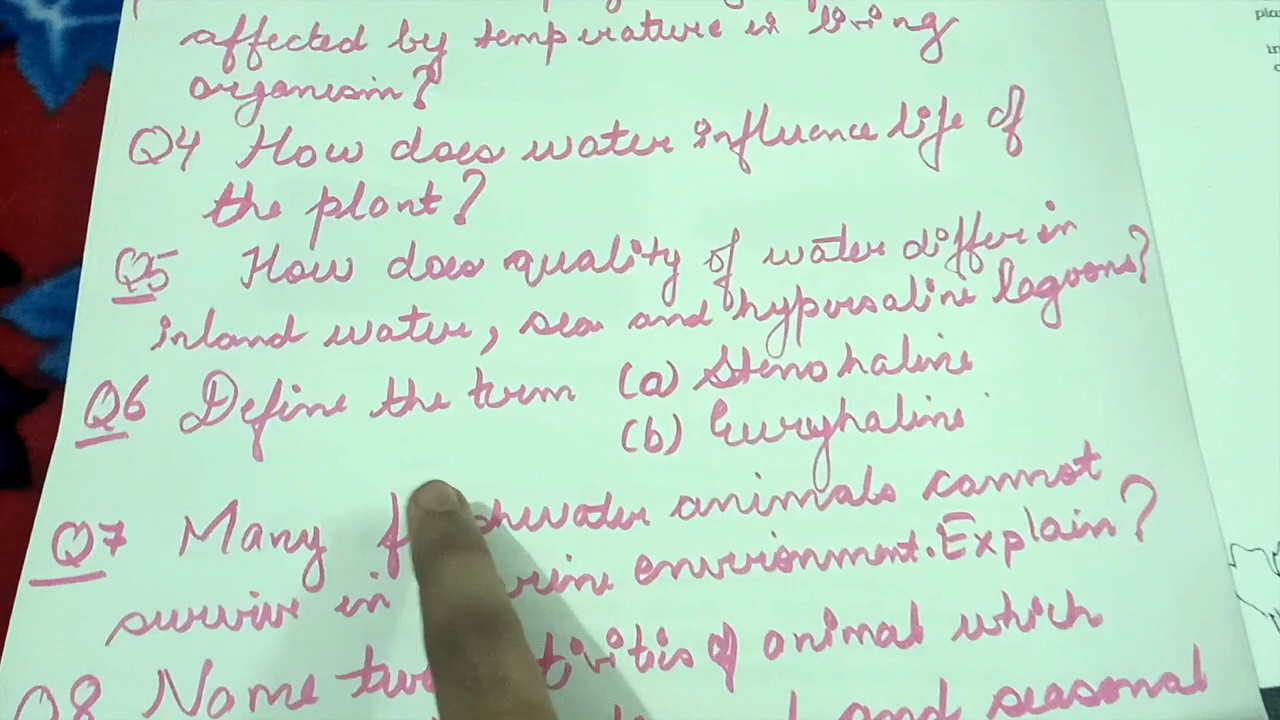 affected by temperature in living
organism?
Q4 How does water influence life of
the plant?
Q5 How does quality of water differ in
inland water, sea and hypersaline lagoons?
Q6 Define the term (a) Stenohaline
(b) Euryhaline
Q7 Many animals cannot
survive in environment. Explain?
Q8 Name two of animal which
and seasonal